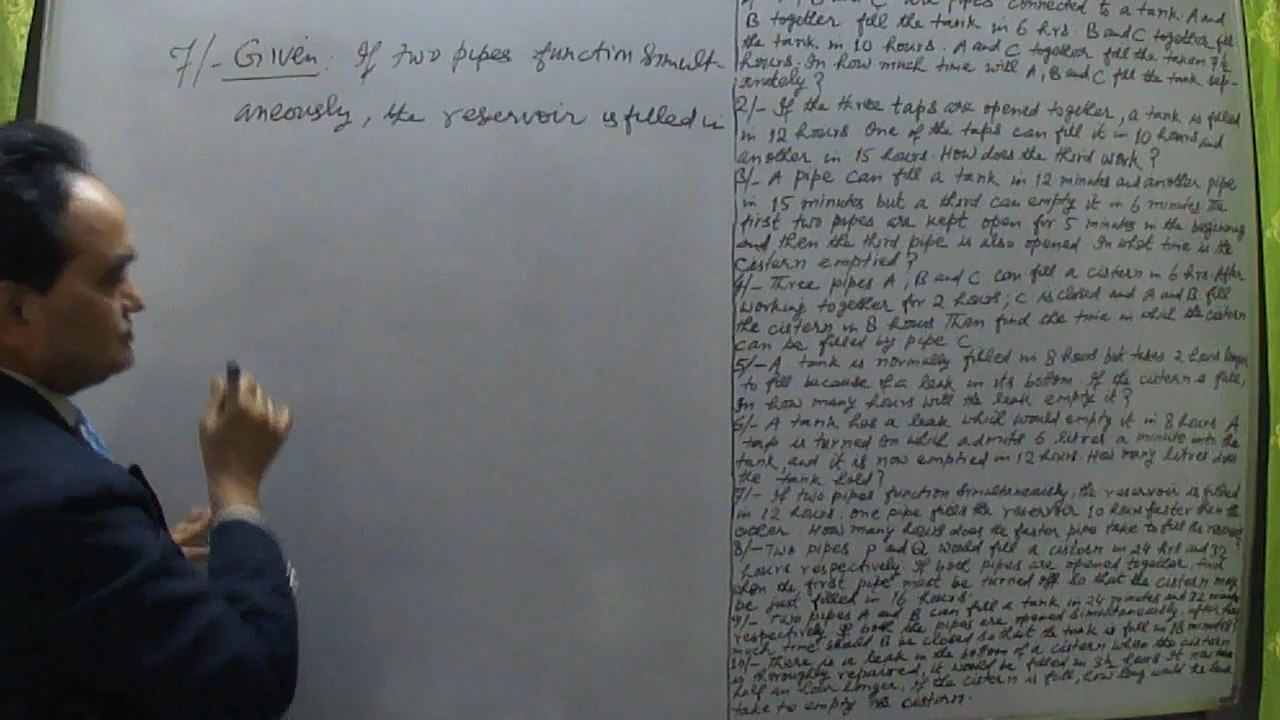 7/- Given: If two pipes function Simult-
aneously, the reservoir is filled in
B and C are pipes connected to a tank. A and
B together fill the tank in 6 hrs. B and C together fill
the tank in 10 hours. A and C together fill the taken 7½
hours. In how much time will A, B and C fill the tank sep-
arately?
2/- If the three taps are opened together, a tank is filled
in 12 hours. One of the taps can fill it in 10 hours and
another in 15 hours. How does the third work?
3/- A pipe can fill a tank in 12 minutes and another pipe
in 15 minutes but a third can empty it in 6 minutes The
first two pipes are kept open for 5 minutes in the beginning
and then the third pipe is also opened In what time is the
cistern emptied?
4/- Three pipes A, B and C can fill a cistern in 6 hrs. After
working together for 2 hours, C is closed and A and B fill
the cistern in 8 hours Then find the time in which the cistern
can be filled by pipe C
5/- A tank is normally filled in 8 hours but takes 2 hours longer
to fill because of a leak in its bottom. If the cistern is full,
In how many hours will the leak empty it?
6/- A tank has a leak which would empty it in 8 hours A
tap is turned on which admits 6 litres a minute into the
tank, and it is now emptied in 12 hours. How many litres does
the tank hold?
7/- If two pipes function Simultaneously, the reservoir is filled
in 12 hours. one pipe fills the reservoir 10 hours faster than the
other. How many hours does the faster pipe take to fill the
8/- Two pipes P and Q would fill a cistern in 24 hrs and 32
hours respectively If both pipes are opened together, find
when the first pipe must be turned off so that the cistern may
be just filled in 16 hours.
9/- Two pipes A and B can fill a tank in 24 minutes and 32 minutes
respectively. If both the pipes are opened simultaneously, after how
much time should B be closed so that the tank is full in 18 minutes?
10/- There is a leak in the bottom of a cistern when the cistern
is thoroughly repaired, it would be filled in 3½ hours It now takes
half an hour longer. If the cistern is full, how long would the leak
take to empty the cistern.